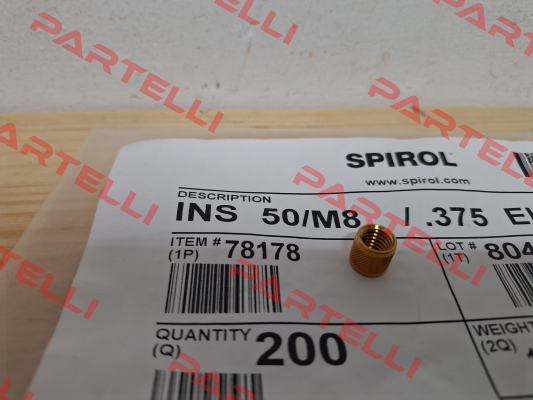 PARTELLI
PARTELLI
PARTELLI
PARTELLI
SPIROL
www.spirol.com
DESCRIPTION
INS 50/M8 / .375
ITEM # 78178
(1P)
LOT # 804
(1T)
QUANTITY 200
(Q)
WEIGHT
(2Q)
PARTELLI
PARTELLI
PARTELLI